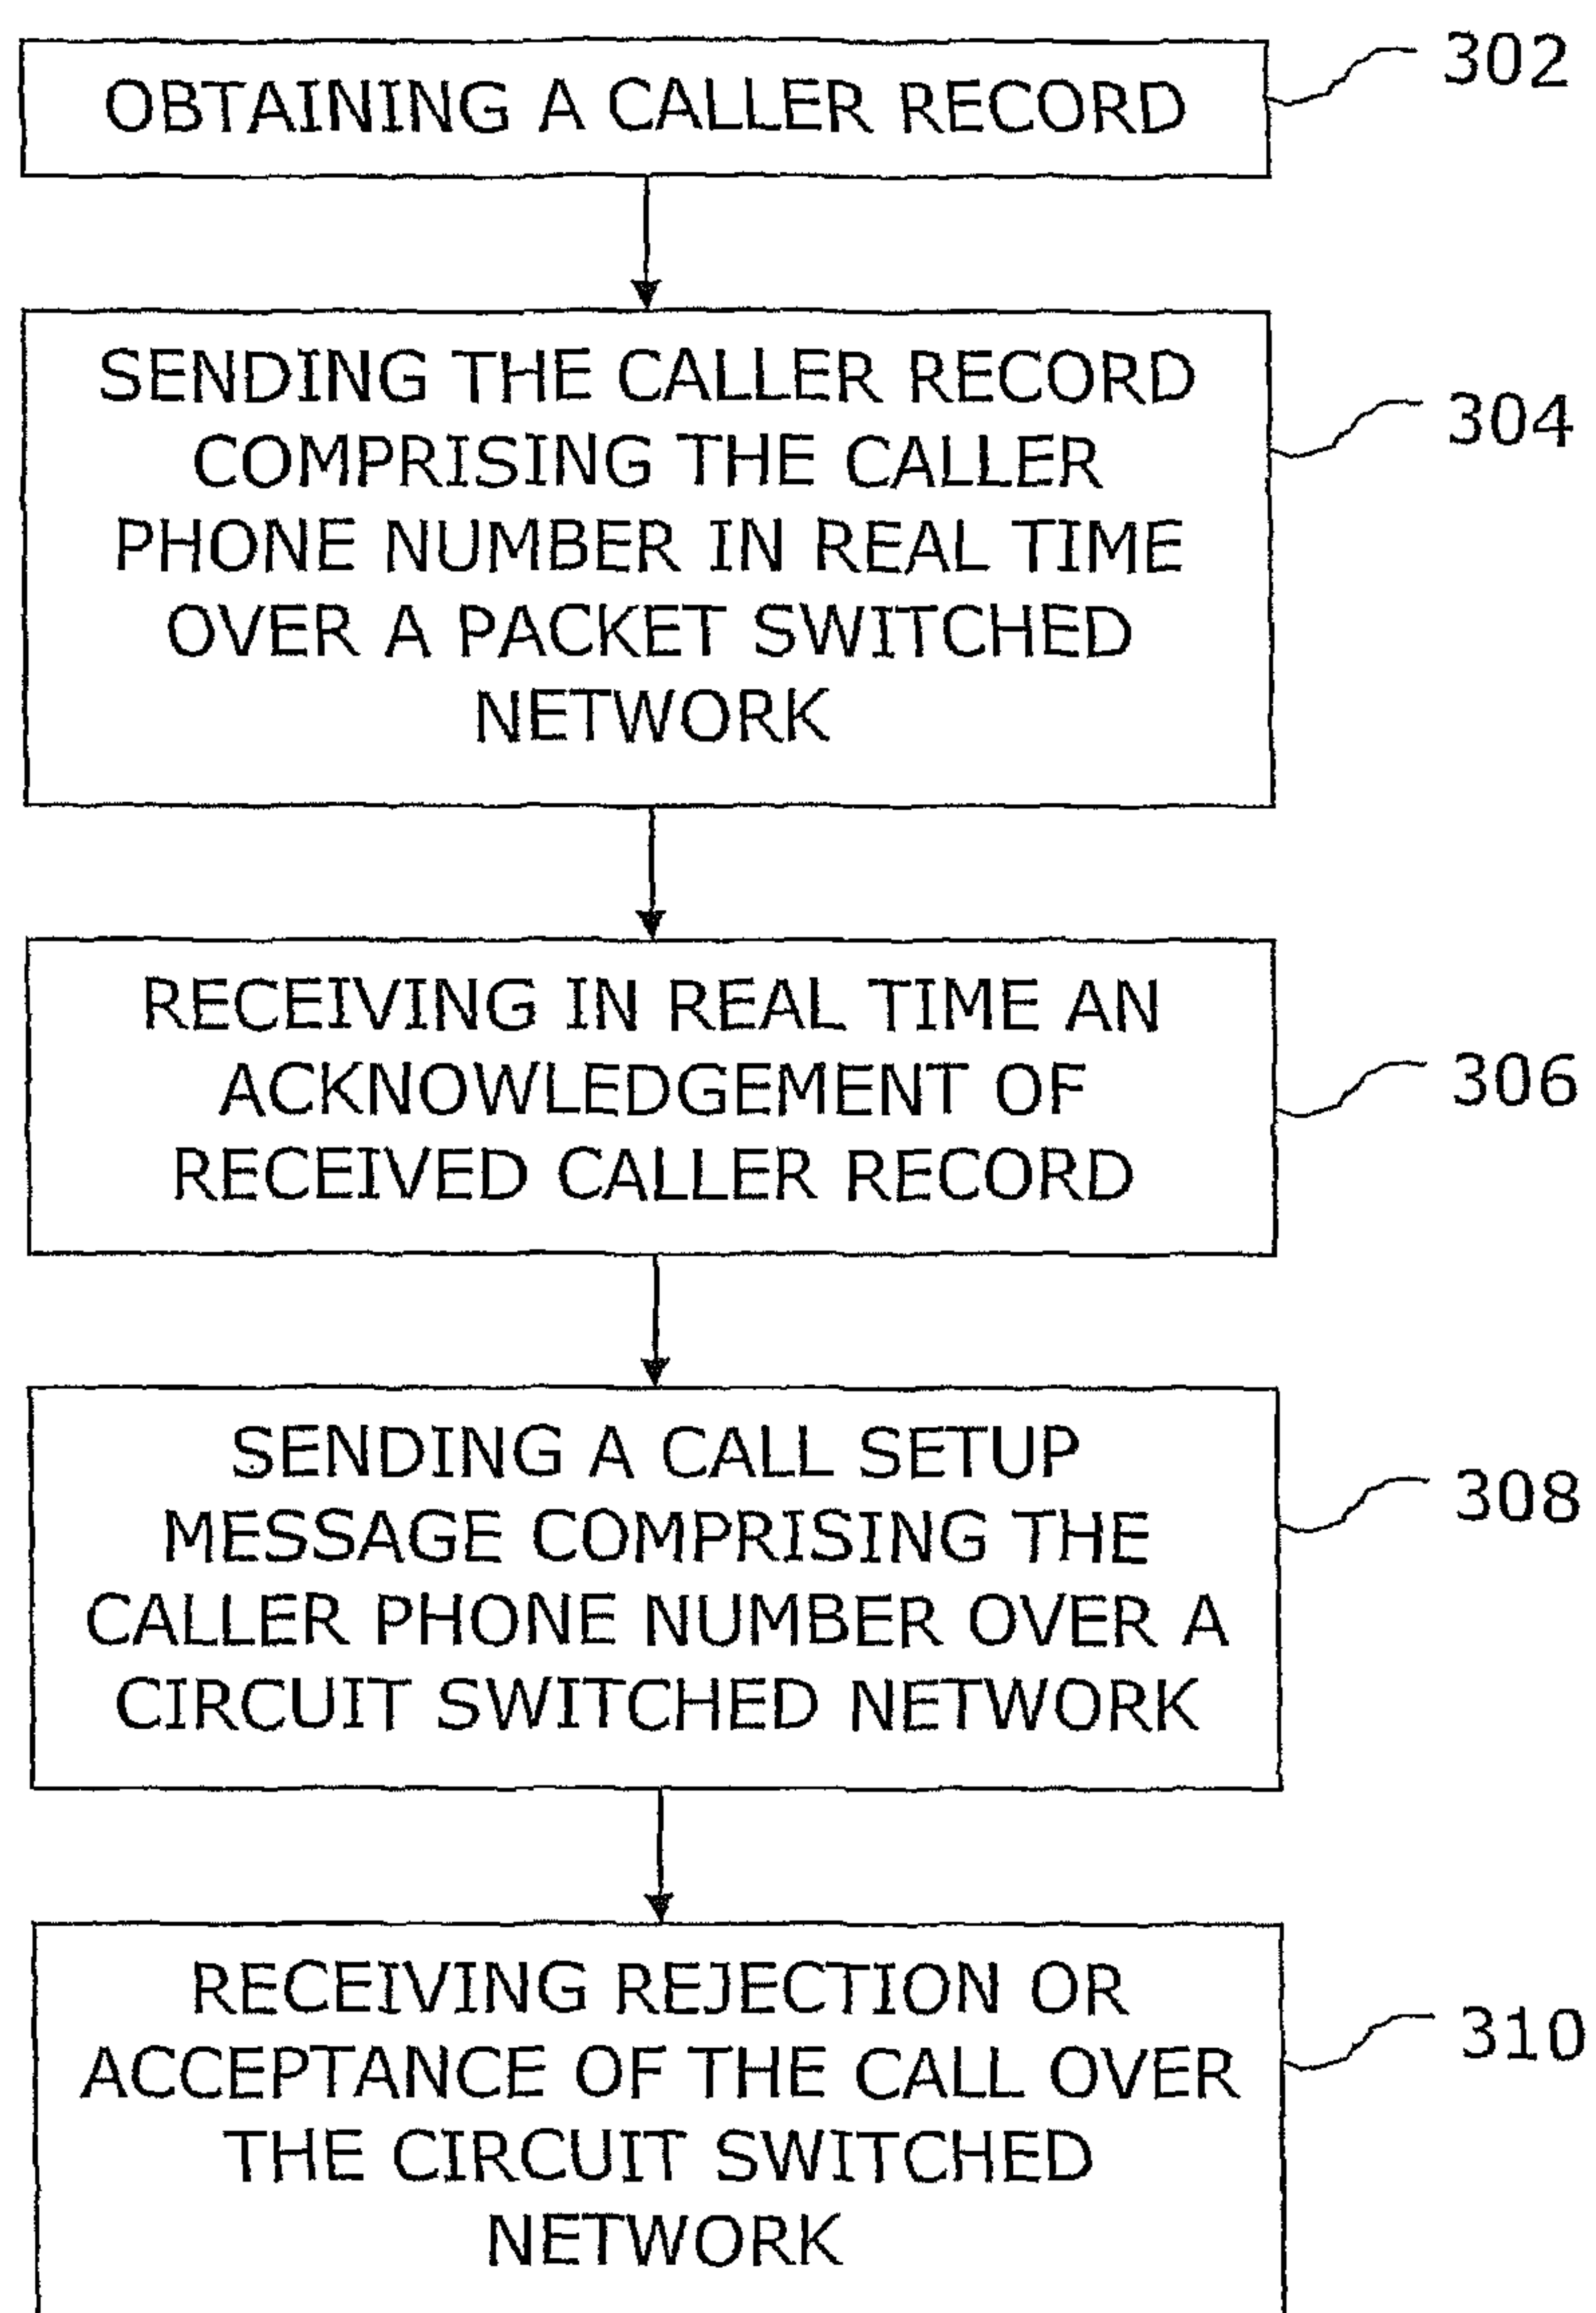 OBTAINING A CALLER RECORD
302
SENDING THE CALLER RECORD
COMPRISING THE CALLER
PHONE NUMBER IN REAL TIME
OVER A PACKET SWITCHED
NETWORK
304
RECEIVING IN REAL TIME AN
ACKNOWLEDGEMENT OF
RECEIVED CALLER RECORD
306
SENDING A CALL SETUP
MESSAGE COMPRISING THE
CALLER PHONE NUMBER OVER A
CIRCUIT SWITCHED NETWORK
308
RECEIVING REJECTION OR
ACCEPTANCE OF THE CALL OVER
THE CIRCUIT SWITCHED
NETWORK
310